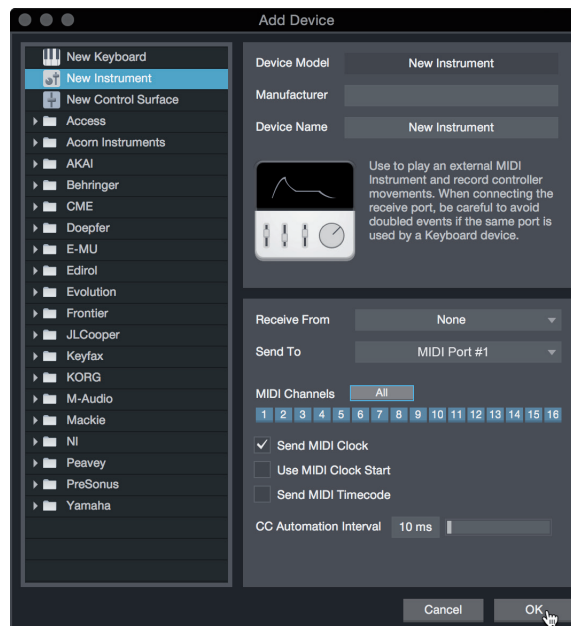 Add Device
New Keyboard
New Instrument
New Control Surface
Access
Acorn Instruments
AKAI
Behringer
CME
Doepfer
E-MU
Edirol
Evolution
Frontier
JLCooper
Keyfax
KORG
M-Audio
Mackie
NI
Peavey
PreSonus
Yamaha
Device Model New Instrument
Manufacturer
Device Name New Instrument
Use to play an external MIDI
Instrument and record controller
movements. When connecting the
receive port, be careful to avoid
doubled events if the same port is
used by a Keyboard device.
Receive From None
Send To MIDI Port #1
MIDI Channels All
1 2 3 4 5 6 7 8 9 10 11 12 13 14 15 16
Send MIDI Clock
Use MIDI Clock Start
Send MIDI Timecode
CC Automation Interval 10 ms
Cancel OK